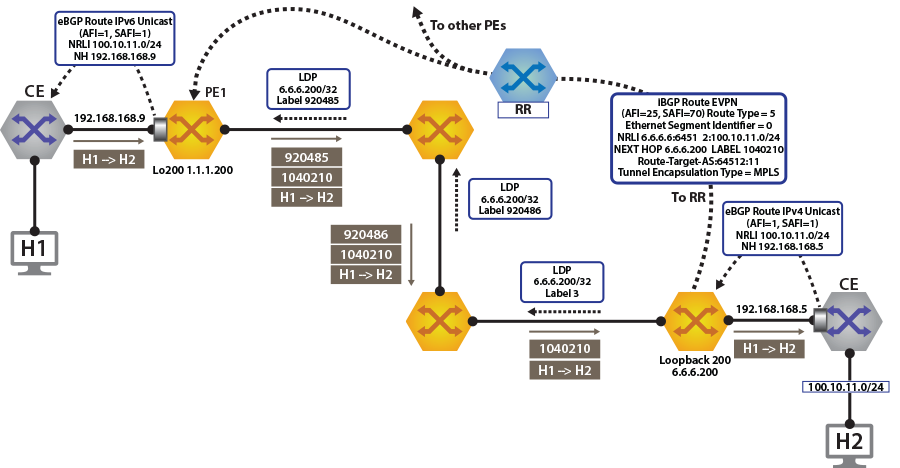 eBGP Route IPv6 Unicast
(AFI=1, SAFI=1)
NRLI 100.10.11.0/24
NH 192.168.168.9
To other PEs
CE
PE1
LDP
6.6.6.200/32
Label 920485
RR
192.168.168.9
H1 –> H2
Lo200 1.1.1.200
920485
1040210
H1 –> H2
IBGP Route EVPN
(AFI=25, SAFI=70) Route Type = 5
Ethernet Segment Identifier = 0
NRLI 6.6.6.6:6451 2:100.10.11.0/24
NEXT HOP 6.6.6.200 LABEL 1040210
Route-Target-AS:64512:11
Tunnel Encapsulation Type = MPLS
LDP
6.6.6.200/32
Label 920486
To RR
eBGP Route IPv4 Unicast
(AFI=1, SAFI=1)
NRLI 100.10.11.0/24
NH 192.168.168.5
H1
920486
1040210
H1 –> H2
LDP
6.6.6.200/32
Label 3
CE
192.168.168.5
1040210
H1 –> H2
H1 –> H2
Loopback 200
6.6.6.200
100.10.11.0/24
H2